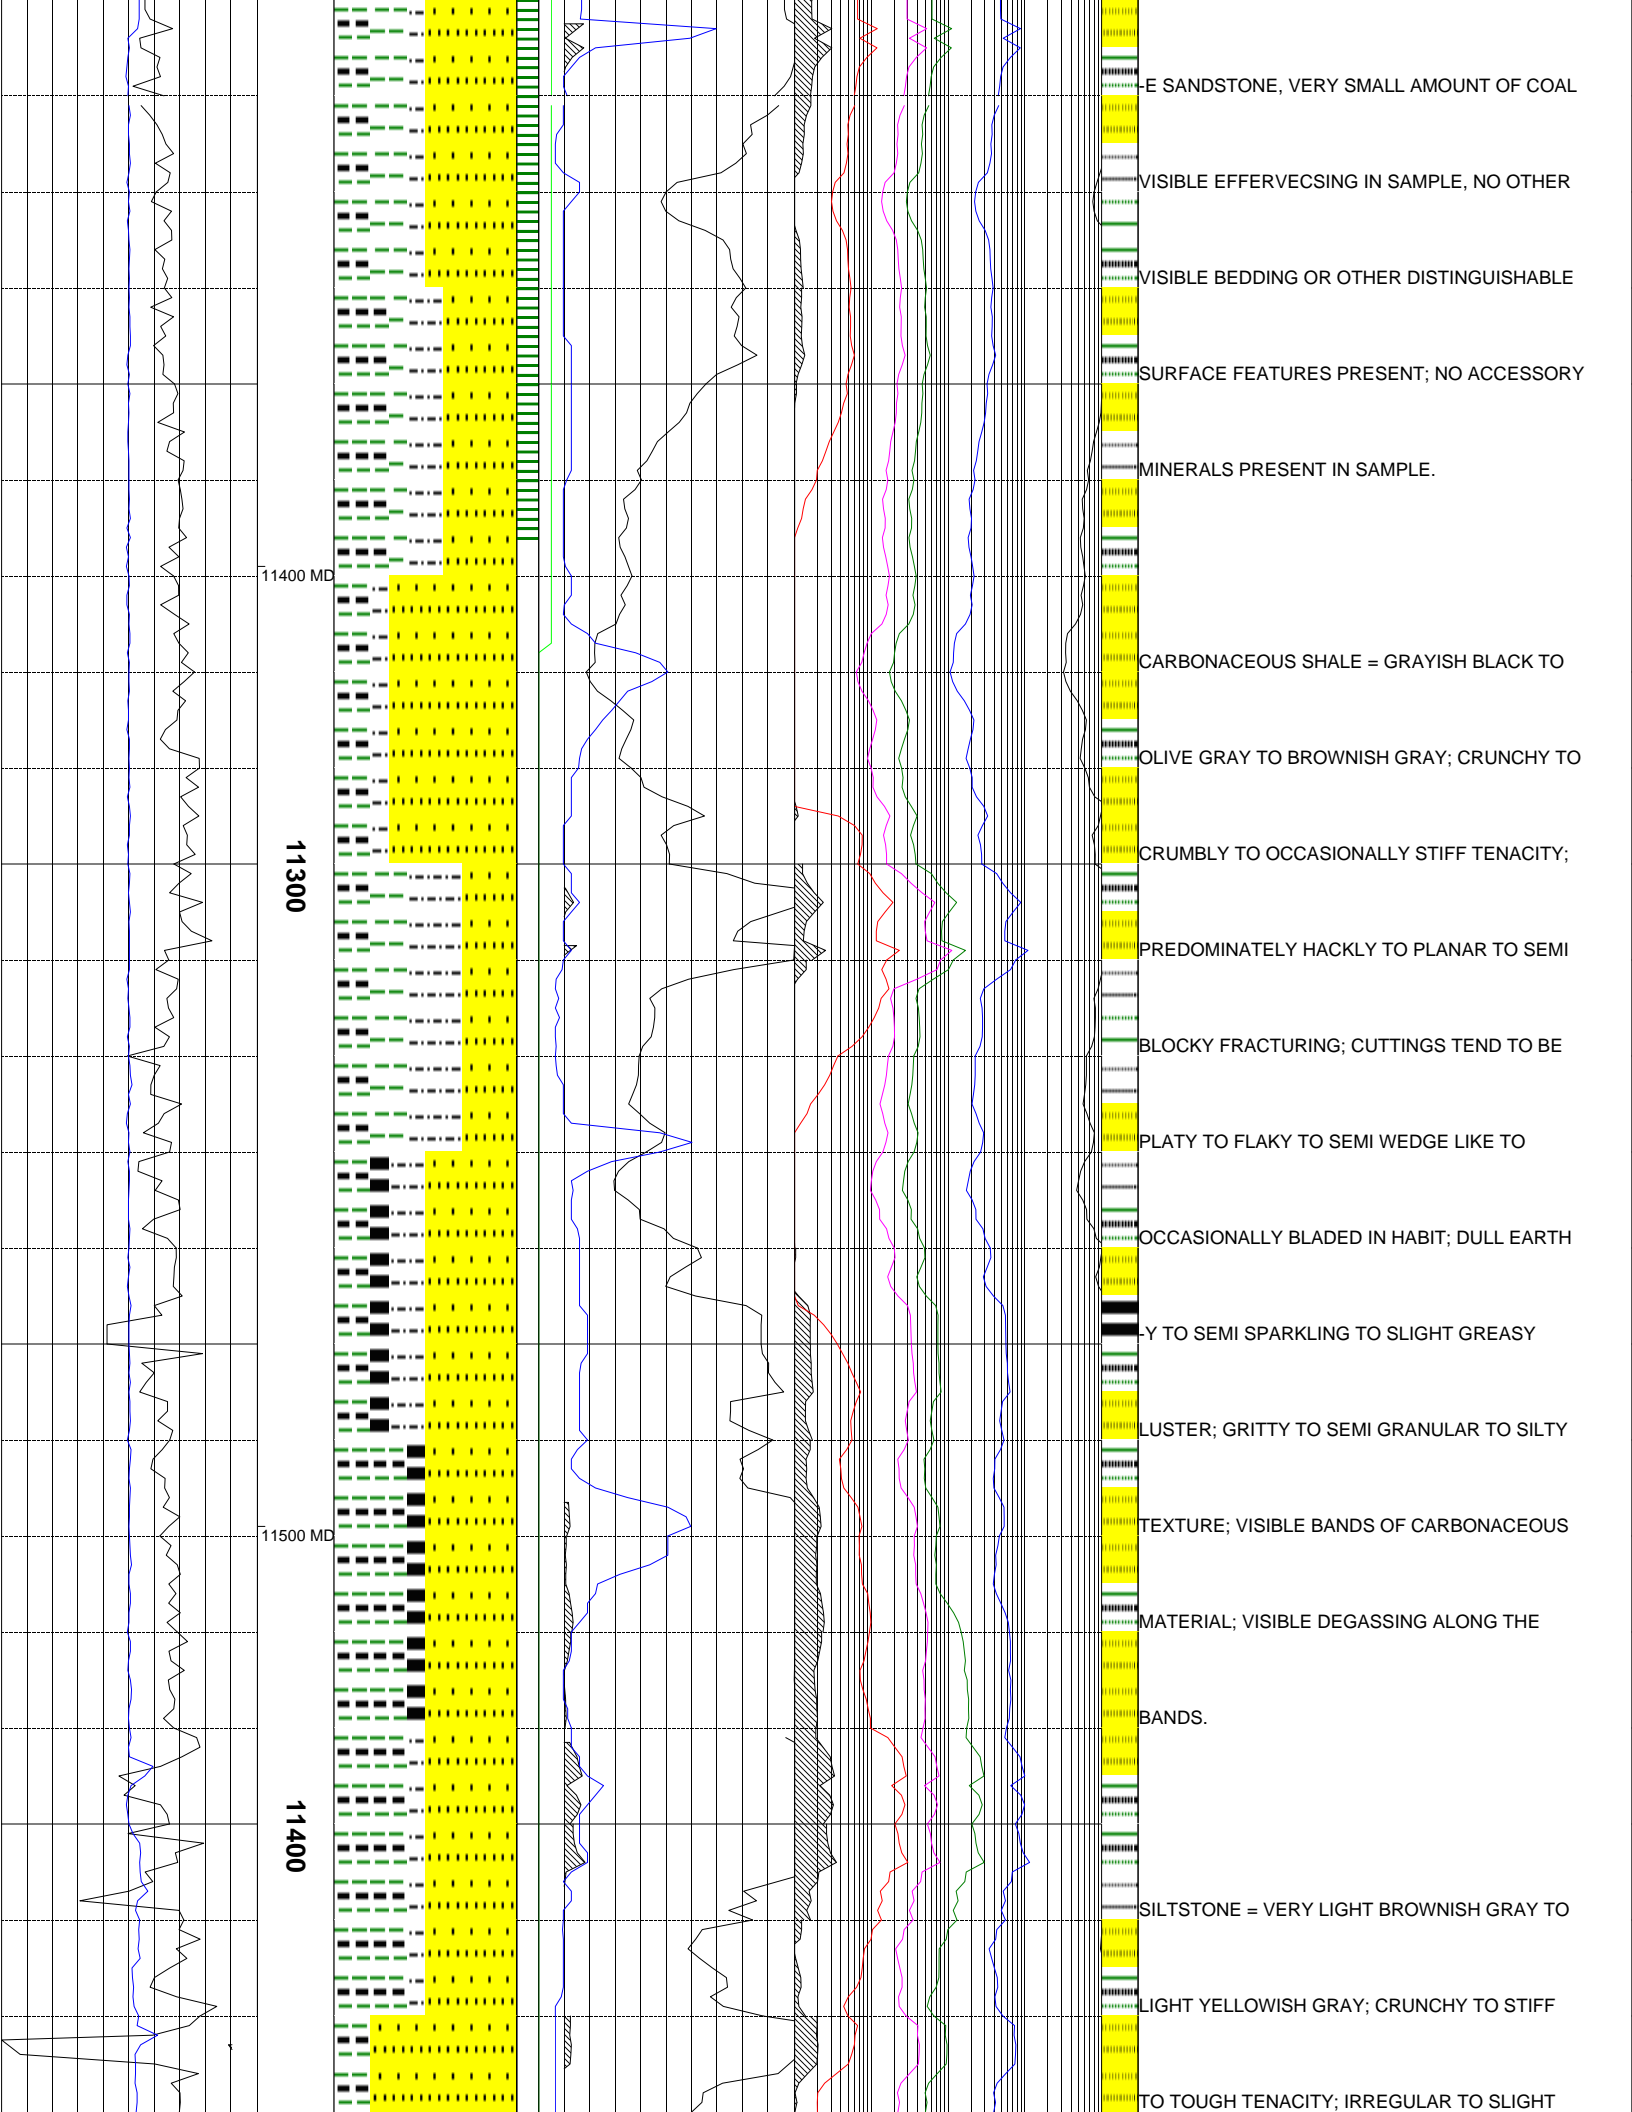 -E SANDSTONE, VERY SMALL AMOUNT OF COAL
VISIBLE EFFERVECSING IN SAMPLE, NO OTHER
VISIBLE BEDDING OR OTHER DISTINGUISHABLE
SURFACE FEATURES PRESENT; NO ACCESSORY
MINERALS PRESENT IN SAMPLE.
11400 MD
CARBONACEOUS SHALE = GRAYISH BLACK TO
OLIVE GRAY TO BROWNISH GRAY; CRUNCHY TO
11300
CRUMBLY TO OCCASIONALLY STIFF TENACITY;
PREDOMINATELY HACKLY TO PLANAR TO SEMI
BLOCKY FRACTURING; CUTTINGS TEND TO BE
PLATY TO FLAKY TO SEMI WEDGE LIKE TO
OCCASIONALLY BLADED IN HABIT; DULL EARTH
-Y TO SEMI SPARKLING TO SLIGHT GREASY
LUSTER; GRITTY TO SEMI GRANULAR TO SILTY
11500 MD
TEXTURE; VISIBLE BANDS OF CARBONACEOUS
MATERIAL; VISIBLE DEGASSING ALONG THE
BANDS.
11400
SILTSTONE = VERY LIGHT BROWNISH GRAY TO
LIGHT YELLOWISH GRAY; CRUNCHY TO STIFF
TO TOUGH TENACITY; IRREGULAR TO SLIGHT